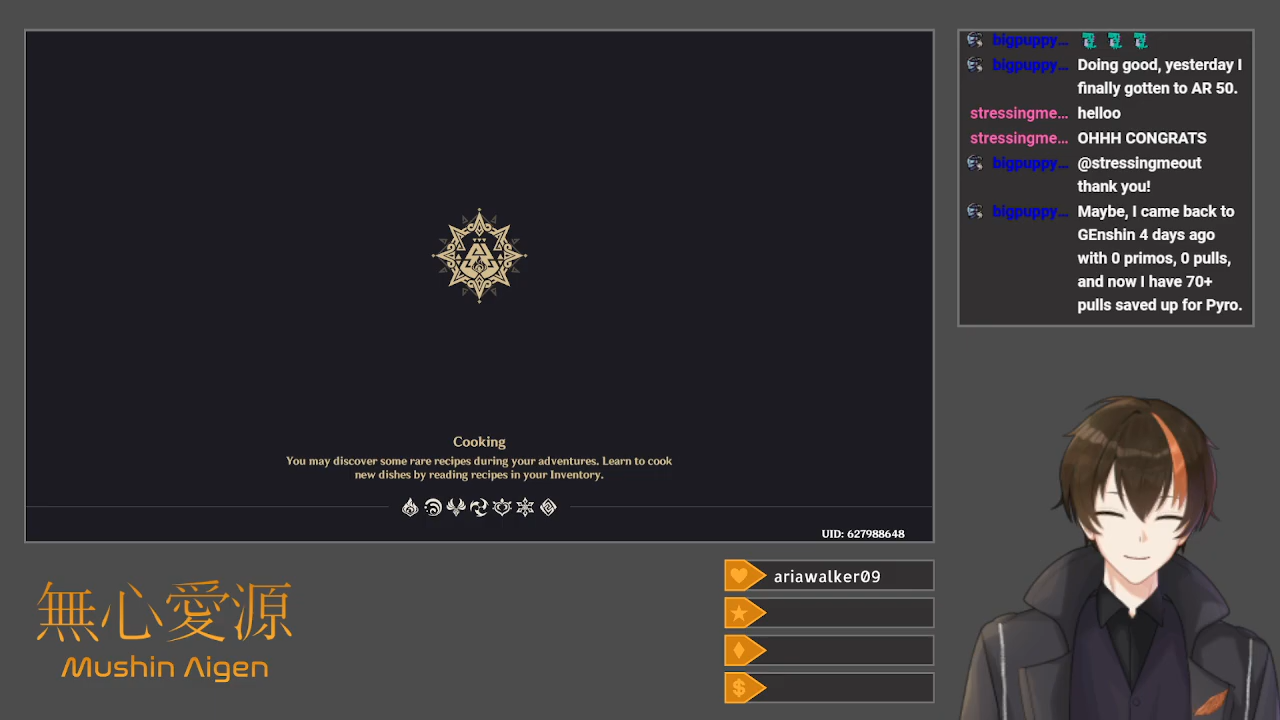 bigpuppy...
bigpuppy... Doing good, yesterday I
finally gotten to AR 50.
stressingme... helloo
stressingme... OHHH CONGRATS
bigpuppy... @stressingmeout
thank you!
bigpuppy... Maybe, I came back to
GEnshin 4 days ago
with 0 primos, 0 pulls,
and now I have 70+
pulls saved up for Pyro.
Cooking
You may discover some rare recipes during your adventures. Learn to cook
new dishes by reading recipes in your Inventory.
UID: 627988648
無心愛源
Mushin Aigen
ariawalker09
$